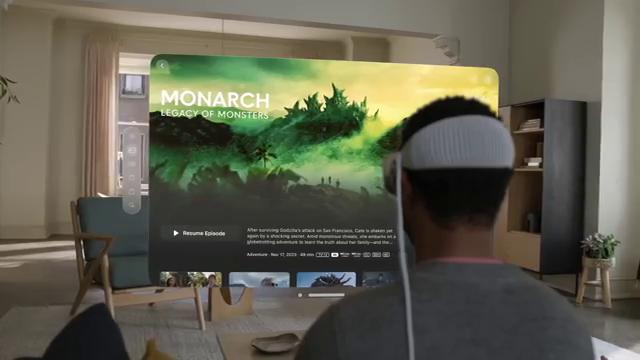 MONARCH
LEGACY OF MONSTERS
Resume Episode
After surviving Godzilla's attack on San Francisco, Cate is shaken yet
again by a shocking secret. Amid monstrous threats, she embarks on a
globetrotting adventure to learn the truth about her family—and the...
Adventure · Nov 17, 2023 · 49 min